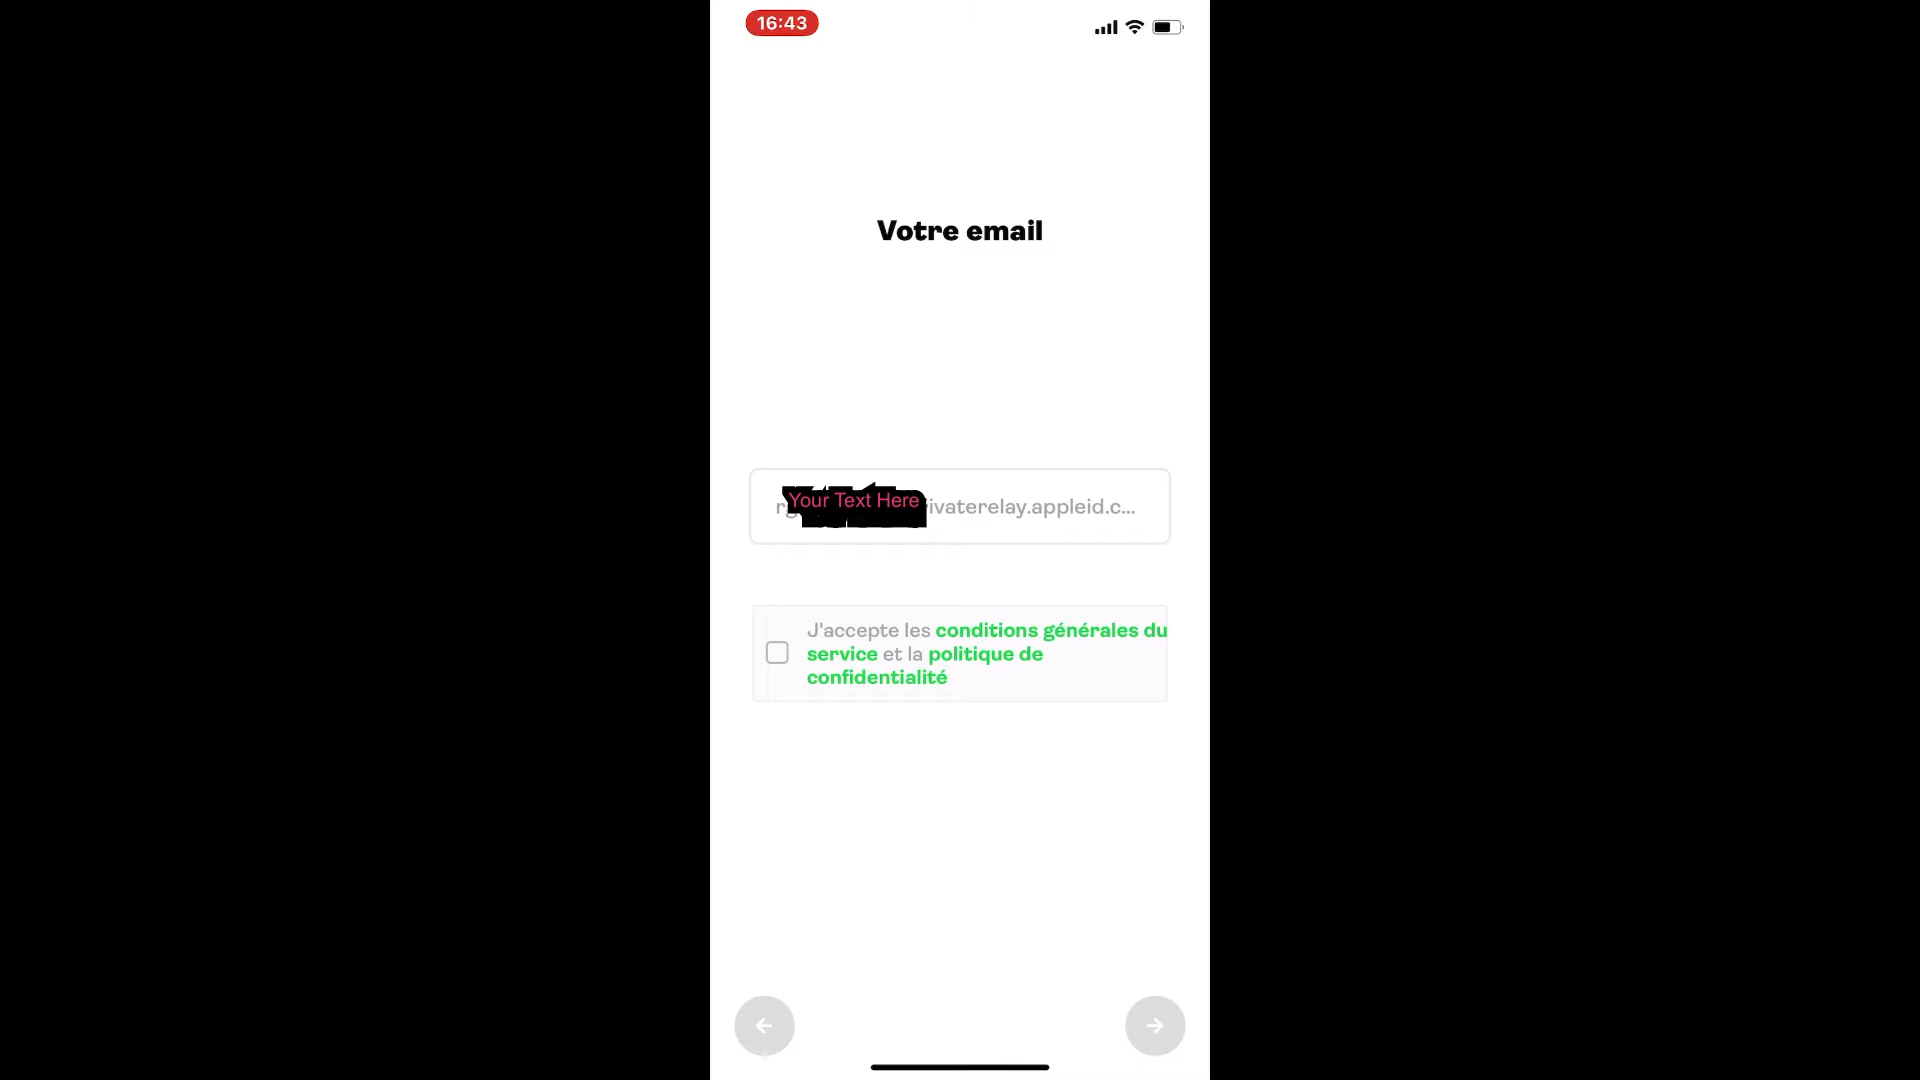 16:43
Votre email
Your Text Here
ivaterelay.appleid.c...
J'accepte les conditions générales du
service et la politique de
confidentialité